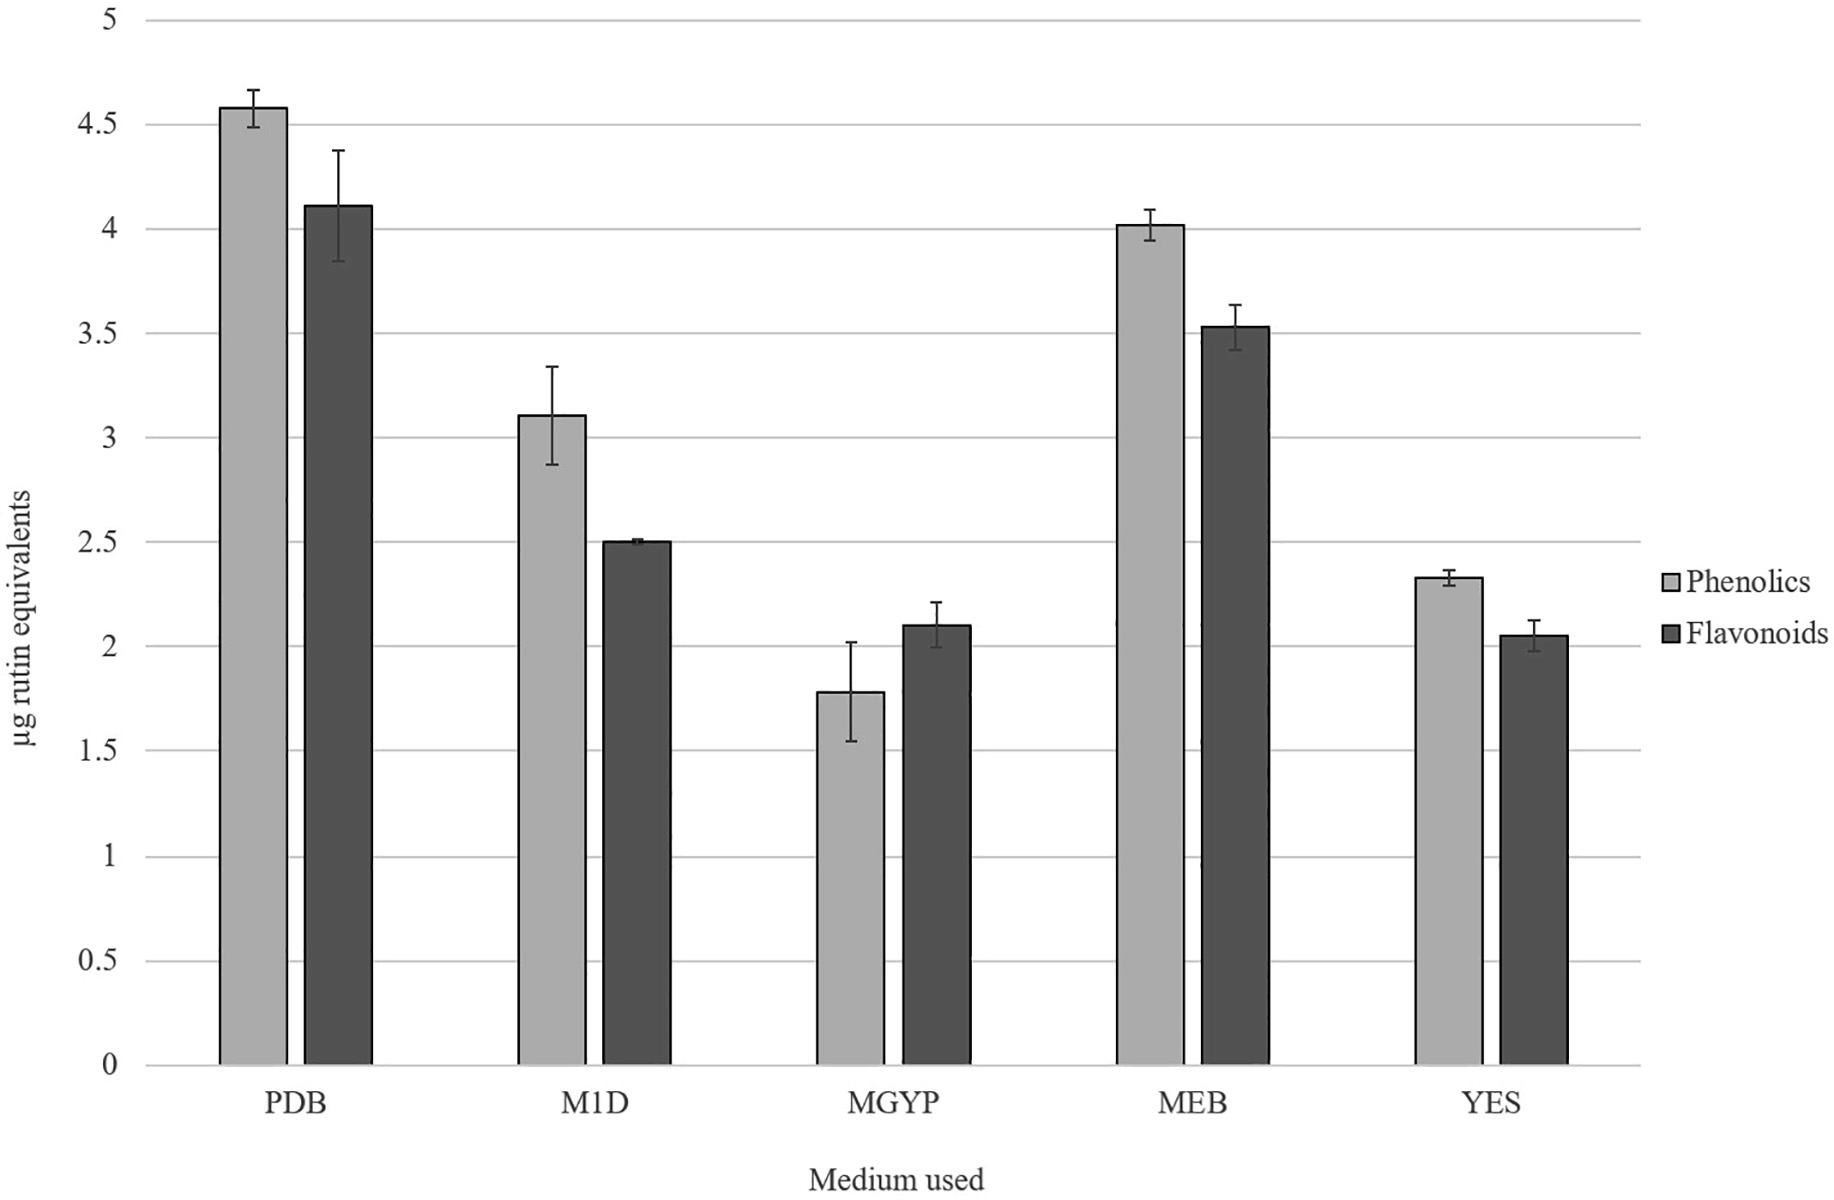 5
4.5
4
3.5
3
2.5
2
1.5
1
0.5
0
µg rutin equivalents
PDB M1D MGYP MEB YES
Medium used
Phenolics
Flavonoids